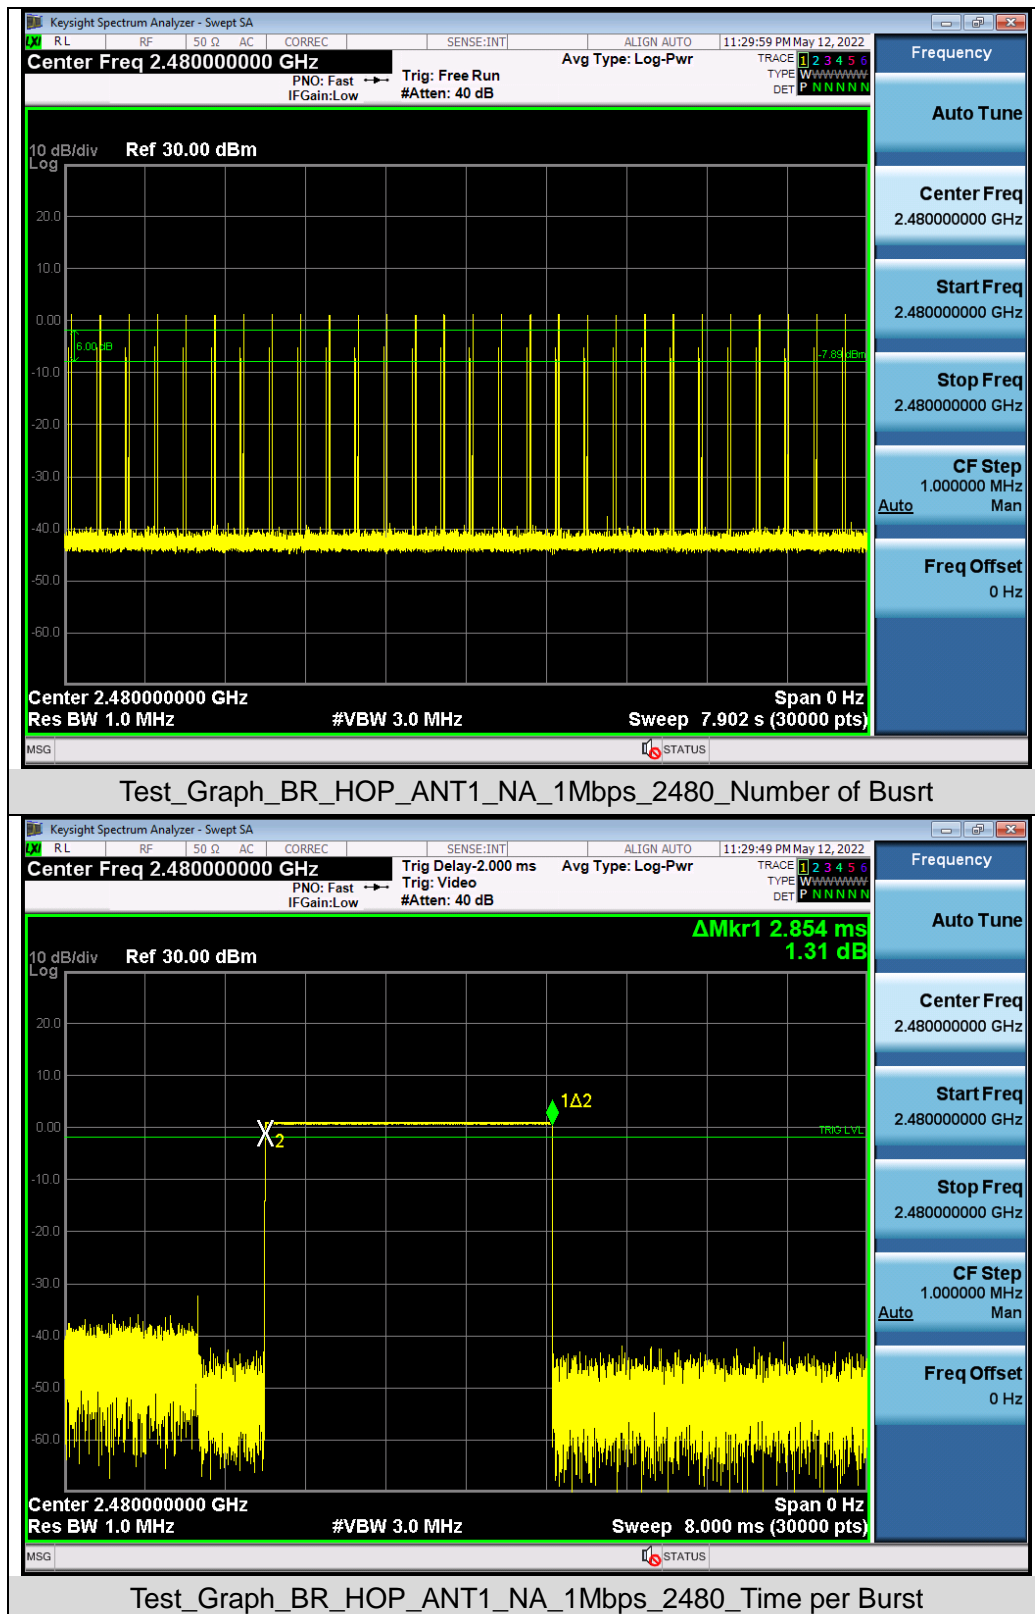 Keysight Spectrum Analyzer - Swept SA
LXI RL RF 50 Ω AC CORREC SENSE:INT ALIGN AUTO 11:29:59 PM May 12, 2022
Center Freq 2.480000000 GHz
Avg Type: Log-Pwr
TRACE 1 2 3 4 5 6
PNO: Fast Trig: Free Run
TYPE WWWWWW
IFGain:Low #Atten: 40 dB
DET P N N N N N
10 dB/div Ref 30.00 dBm
Log
20.0
10.0
0.00
6.00 dB
-7.89 dBm
-10.0
-20.0
-30.0
-40.0
-50.0
-60.0
Center 2.480000000 GHz Span 0 Hz
Res BW 1.0 MHz #VBW 3.0 MHz Sweep 7.902 s (30000 pts)
MSG STATUS
Frequency
Auto Tune
Center Freq
2.480000000 GHz
Start Freq
2.480000000 GHz
Stop Freq
2.480000000 GHz
CF Step
1.000000 MHz
Auto Man
Freq Offset
0 Hz
Test_Graph_BR_HOP_ANT1_NA_1Mbps_2480_Number of Busrt
Keysight Spectrum Analyzer - Swept SA
LXI RL RF 50 Ω AC CORREC SENSE:INT ALIGN AUTO 11:29:49 PM May 12, 2022
Center Freq 2.480000000 GHz
Trig Delay-2.000 ms Avg Type: Log-Pwr
TRACE 1 2 3 4 5 6
PNO: Fast Trig: Video
TYPE WWWWWW
IFGain:Low #Atten: 40 dB
DET P N N N N N
ΔMkr1 2.854 ms
1.31 dB
10 dB/div Ref 30.00 dBm
Log
20.0
10.0
1Δ2
0.00
TRIG LVL
2
-10.0
-20.0
-30.0
-40.0
-50.0
-60.0
Center 2.480000000 GHz Span 0 Hz
Res BW 1.0 MHz #VBW 3.0 MHz Sweep 8.000 ms (30000 pts)
MSG STATUS
Frequency
Auto Tune
Center Freq
2.480000000 GHz
Start Freq
2.480000000 GHz
Stop Freq
2.480000000 GHz
CF Step
1.000000 MHz
Auto Man
Freq Offset
0 Hz
Test_Graph_BR_HOP_ANT1_NA_1Mbps_2480_Time per Burst